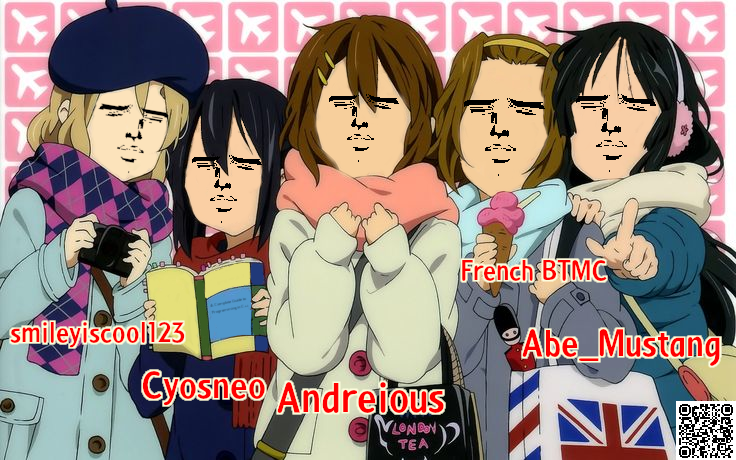 French BTMC
smileyiscool123
Abe_Mustang
Cyosneo
Andreious
LONDON
TEA